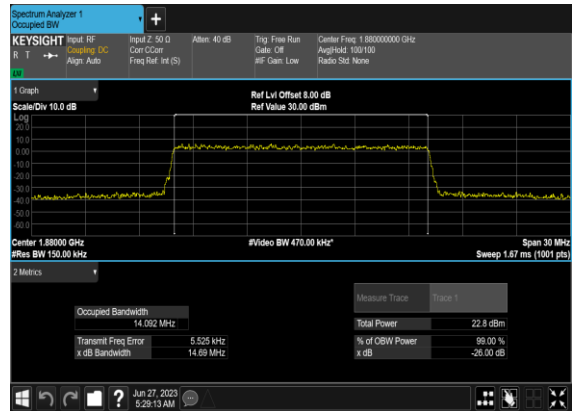 Spectrum Analyzer 1
Occupied BW
+
KEYSIGHT Input: RF Input Z: 50 Ω Atten: 40 dB Trig: Free Run Center Freq: 1.880000000 GHz
R T Coupling: DC Corr CCorr Gate: Off Avg|Hold: 100/100
Align: Auto Freq Ref: Int (S) #IF Gain: Low Radio Std: None
LW
1 Graph
Ref Lvl Offset 8.00 dB
Scale/Div 10.0 dB Ref Value 30.00 dBm
Log
20.0
10.0
0.00
-10.0
-20.0
-30.0
-40.0
-50.0
-60.0
Center 1.88000 GHz #Video BW 470.00 kHz* Span 30 MHz
#Res BW 150.00 kHz Sweep 1.67 ms (1001 pts)
2 Metrics
Measure Trace Trace 1
Occupied Bandwidth
14.092 MHz Total Power 22.8 dBm
Transmit Freq Error 5.525 kHz % of OBW Power 99.00 %
x dB Bandwidth 14.69 MHz x dB -26.00 dB
? Jun 27, 2023
5:29:13 AM